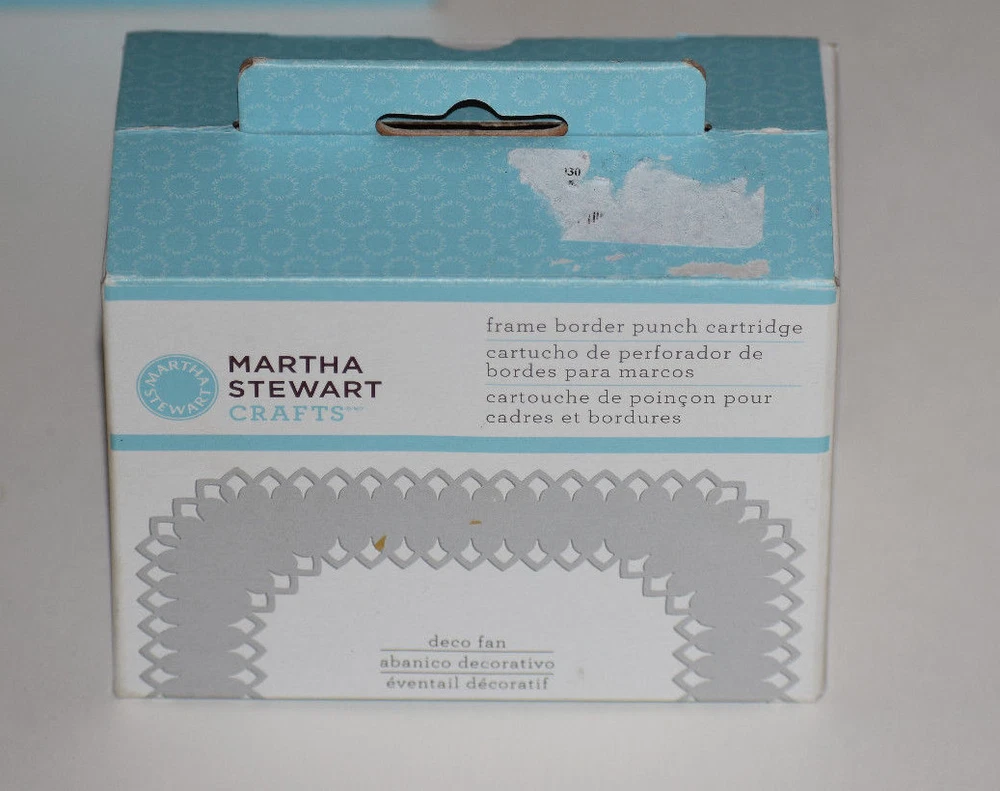 30
MARTHA
STEWART
MARTHA
STEWART
CRAFTS
frame border punch cartridge
cartucho de perforador de
bordes para marcos
cartouche de poinçon pour
cadres et bordures
deco fan
abanico decorativo
éventail décoratif